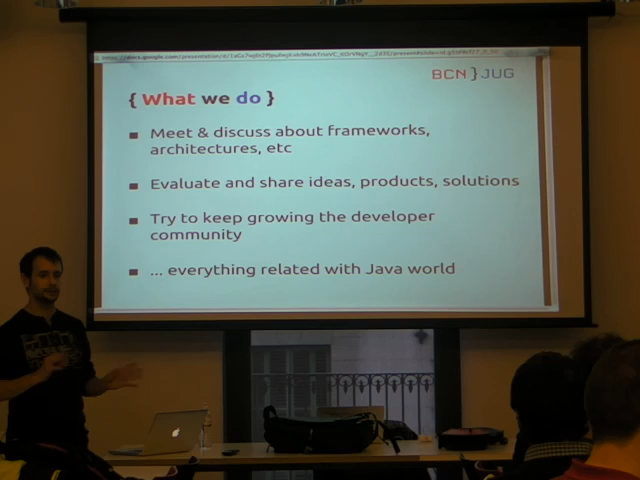 BCN}JUG
{ What we do }
Meet & discuss about frameworks,
architectures, etc
Evaluate and share ideas, products, solutions
Try to keep growing the developer
community
... everything related with Java world